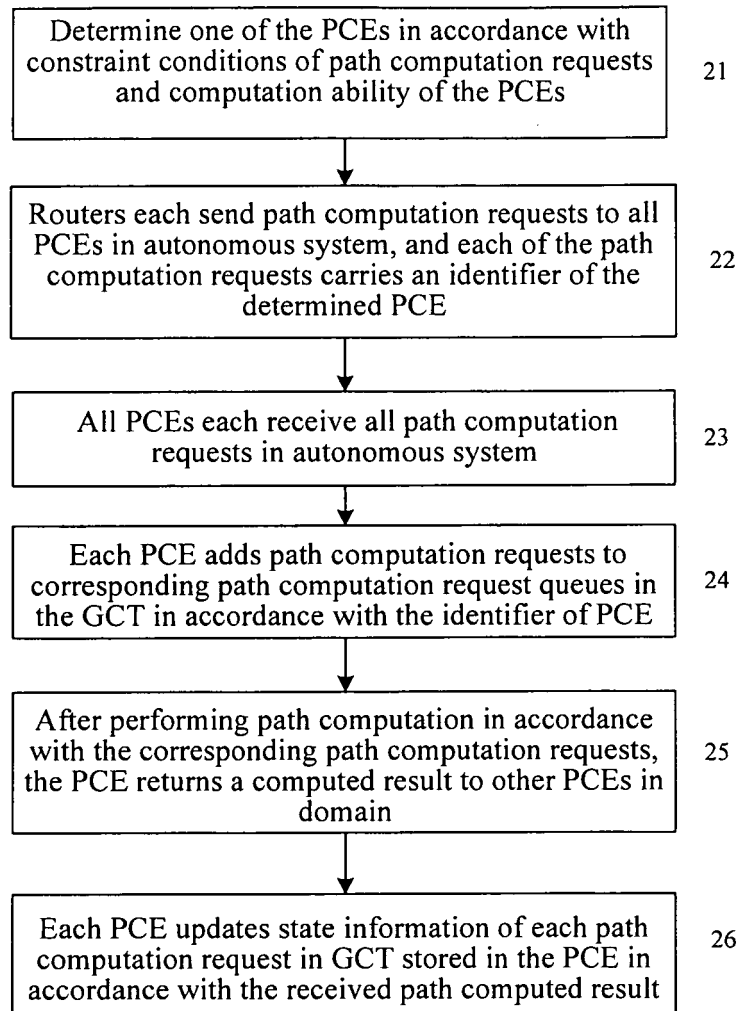 Determine one of the PCEs in accordance with
constraint conditions of path computation requests
and computation ability of the PCEs
21
Routers each send path computation requests to all
PCEs in autonomous system, and each of the path
computation requests carries an identifier of the
determined PCE
22
All PCEs each receive all path computation
requests in autonomous system
23
Each PCE adds path computation requests to
corresponding path computation request queues in
the GCT in accordance with the identifier of PCE
24
After performing path computation in accordance
with the corresponding path computation requests,
the PCE returns a computed result to other PCEs in
domain
25
Each PCE updates state information of each path
computation request in GCT stored in the PCE in
accordance with the received path computed result
26